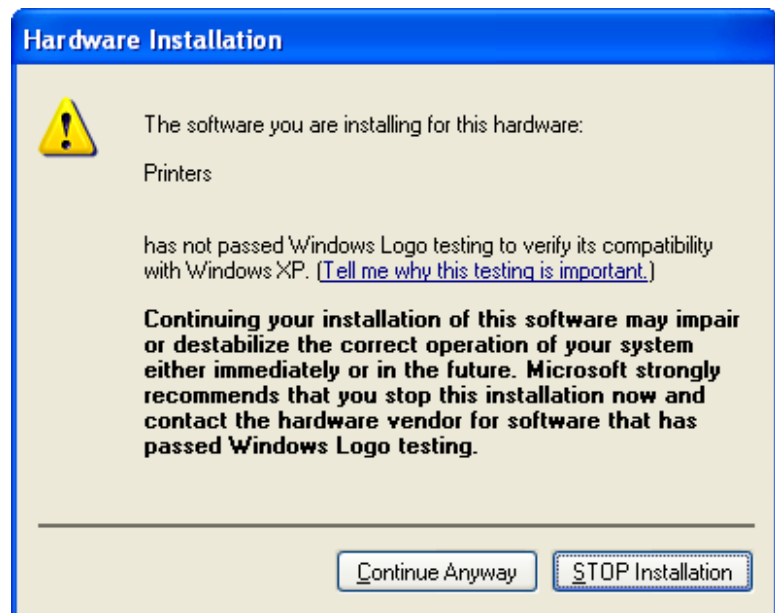 Hardware Installation
The software you are installing for this hardware:
Printers
has not passed Windows Logo testing to verify its compatibility
with Windows XP. (Tell me why this testing is important.)
Continuing your installation of this software may impair
or destabilize the correct operation of your system
either immediately or in the future. Microsoft strongly
recommends that you stop this installation now and
contact the hardware vendor for software that has
passed Windows Logo testing.
Continue Anyway
STOP Installation